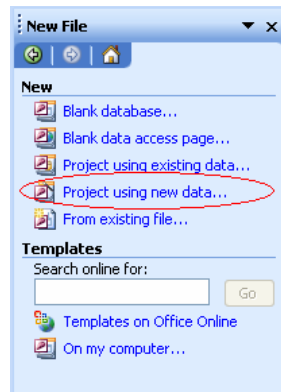 New File
New
Blank database...
Blank data access page...
Project using existing data...
Project using new data...
From existing file...
Templates
Search online for:
Go
Templates on Office Online
On my computer...